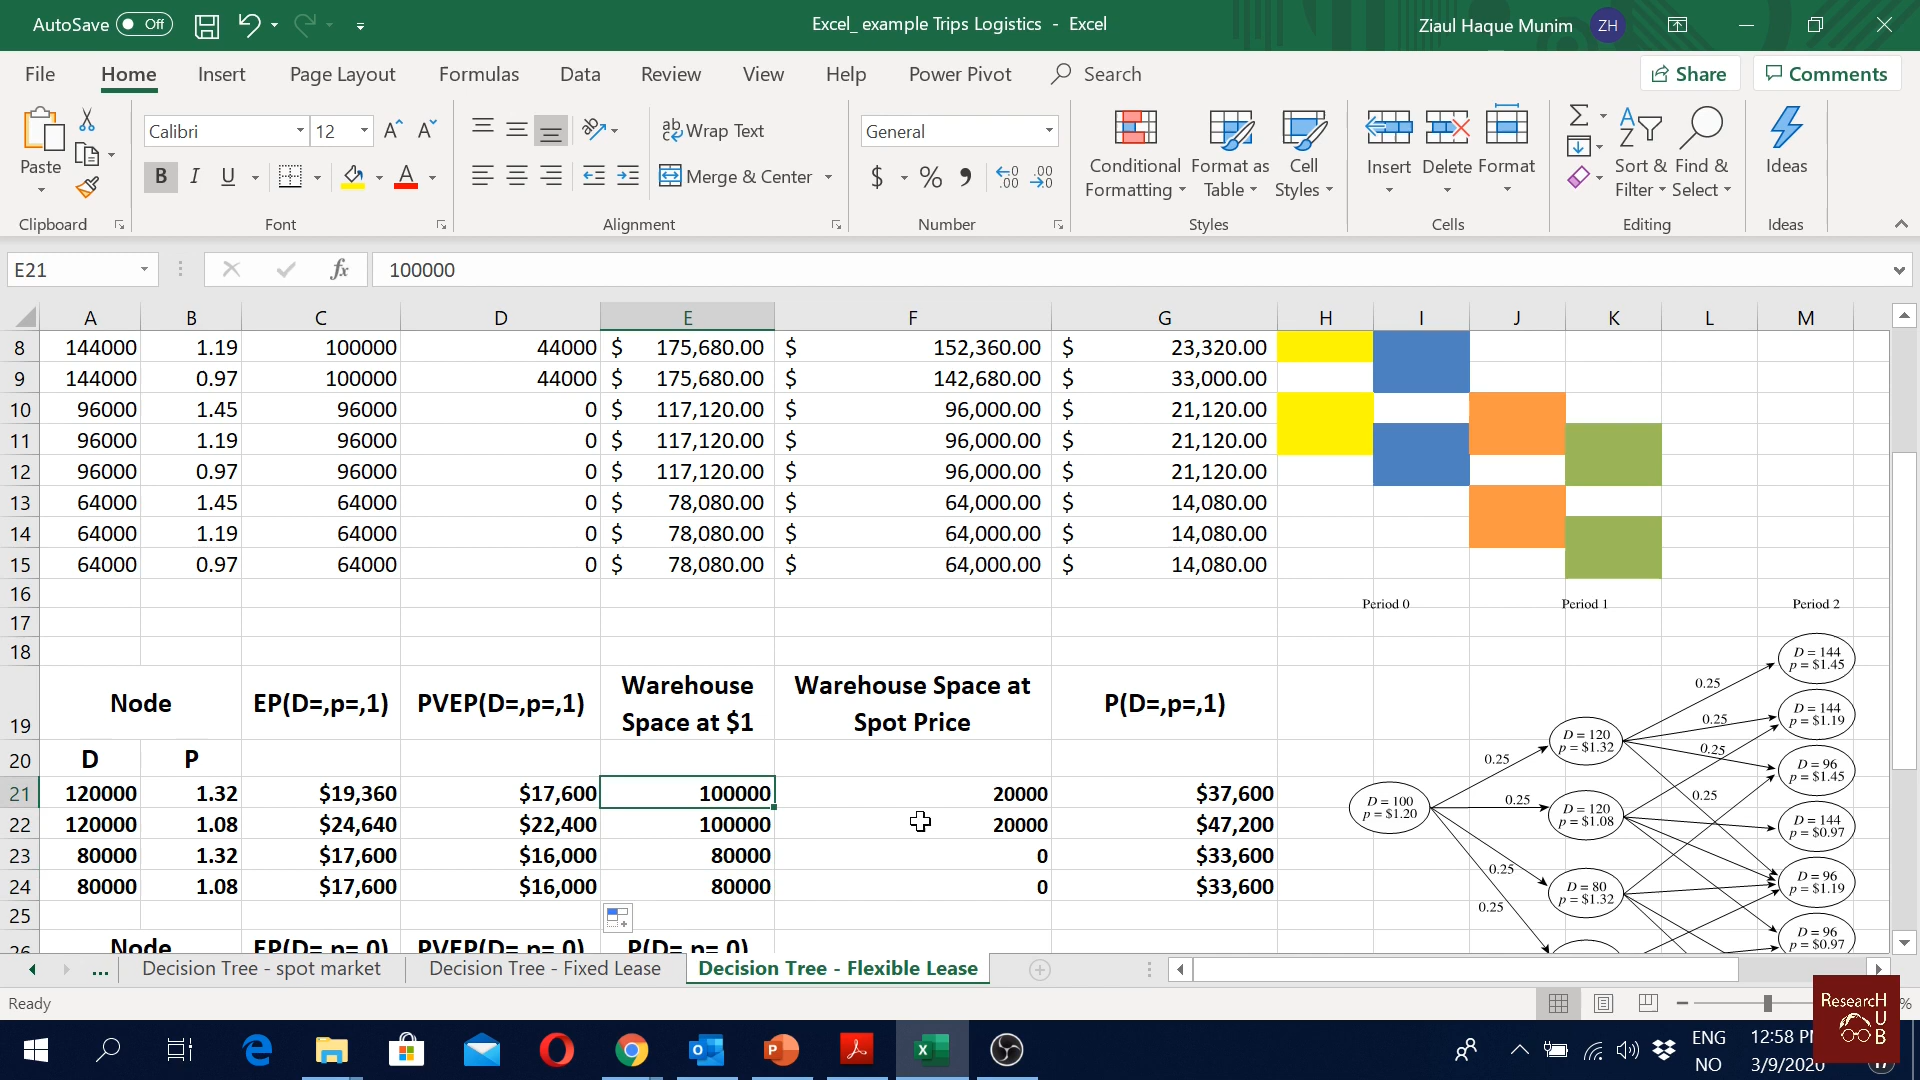 AutoSave Off Excel_ example Trips Logistics - Excel Ziaul Haque Munim ZH
File Home Insert Page Layout Formulas Data Review View Help Power Pivot Search Share Comments
Paste Calibri 12 Wrap Text General Conditional Formatting Format as Table Cell Styles Insert Delete Format Sort & Filter Find & Select Ideas
B I U Merge & Center $ %
Clipboard Font Alignment Number Styles Cells Editing Ideas
E21 fx 100000
A B C D E F G H I J K L M
8 144000 1.19 100000 44000 $ 175,680.00 $ 152,360.00 $ 23,320.00
9 144000 0.97 100000 44000 $ 175,680.00 $ 142,680.00 $ 33,000.00
10 96000 1.45 96000 0 $ 117,120.00 $ 96,000.00 $ 21,120.00
11 96000 1.19 96000 0 $ 117,120.00 $ 96,000.00 $ 21,120.00
12 96000 0.97 96000 0 $ 117,120.00 $ 96,000.00 $ 21,120.00
13 64000 1.45 64000 0 $ 78,080.00 $ 64,000.00 $ 14,080.00
14 64000 1.19 64000 0 $ 78,080.00 $ 64,000.00 $ 14,080.00
15 64000 0.97 64000 0 $ 78,080.00 $ 64,000.00 $ 14,080.00
16
Period 0 Period 1 Period 2
17
18
19 Node EP(D=,p=,1) PVEP(D=,p=,1) Warehouse Space at $1 Warehouse Space at Spot Price P(D=,p=,1)
20 D P
21 120000 1.32 $19,360 $17,600 100000 20000 $37,600
22 120000 1.08 $24,640 $22,400 100000 20000 $47,200
23 80000 1.32 $17,600 $16,000 80000 0 $33,600
24 80000 1.08 $17,600 $16,000 80000 0 $33,600
25
26 Node EP(D=,p=,0) PVEP(D=,p=,0) P(D=,p=,0)
D = 100
p = $1.20
0.25
0.25
0.25
0.25
D = 120
p = $1.32
D = 120
p = $1.08
D = 80
p = $1.32
0.25
0.25
0.25
0.25
D = 144
p = $1.45
D = 144
p = $1.19
D = 96
p = $1.45
D = 144
p = $0.97
D = 96
p = $1.19
D = 96
p = $0.97
... Decision Tree - spot market Decision Tree - Fixed Lease Decision Tree - Flexible Lease
Ready %
ResearcH
U
B
ENG
NO
12:58
3/9/2020